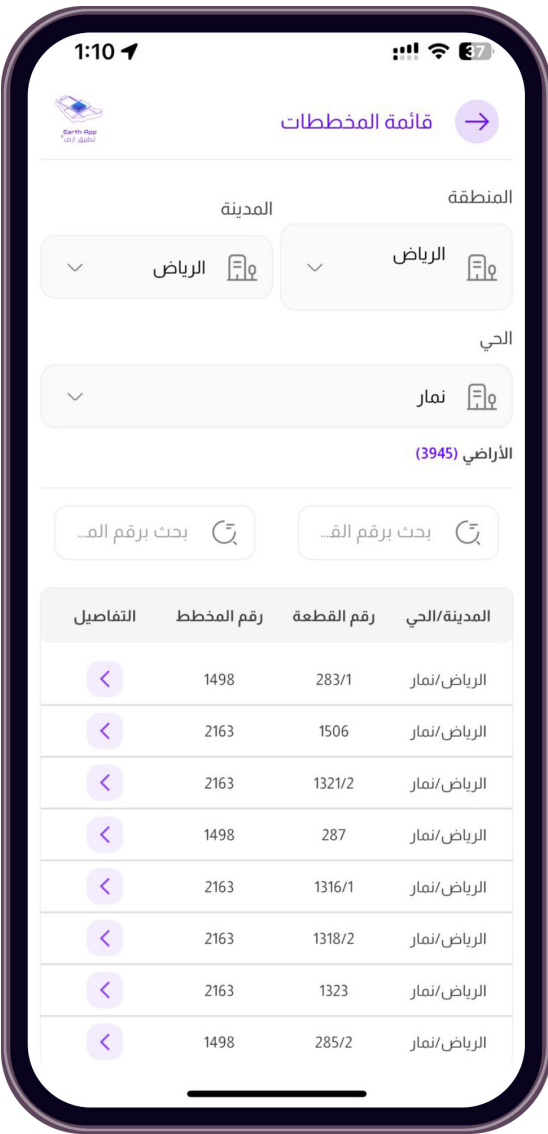 1:10
37
قائمة المخططات
Earth App
تطبيق ارض
المنطقة
المدينة
الرياض
الرياض
الحي
نمار
الأراضي (3945)
بحث برقم القـ...
بحث برقم المـ...
المدينة/الحي رقم القطعة رقم المخطط التفاصيل
الرياض/نمار 283/1 1498
الرياض/نمار 1506 2163
الرياض/نمار 1321/2 2163
الرياض/نمار 287 1498
الرياض/نمار 1316/1 2163
الرياض/نمار 1318/2 2163
الرياض/نمار 1323 2163
الرياض/نمار 285/2 1498